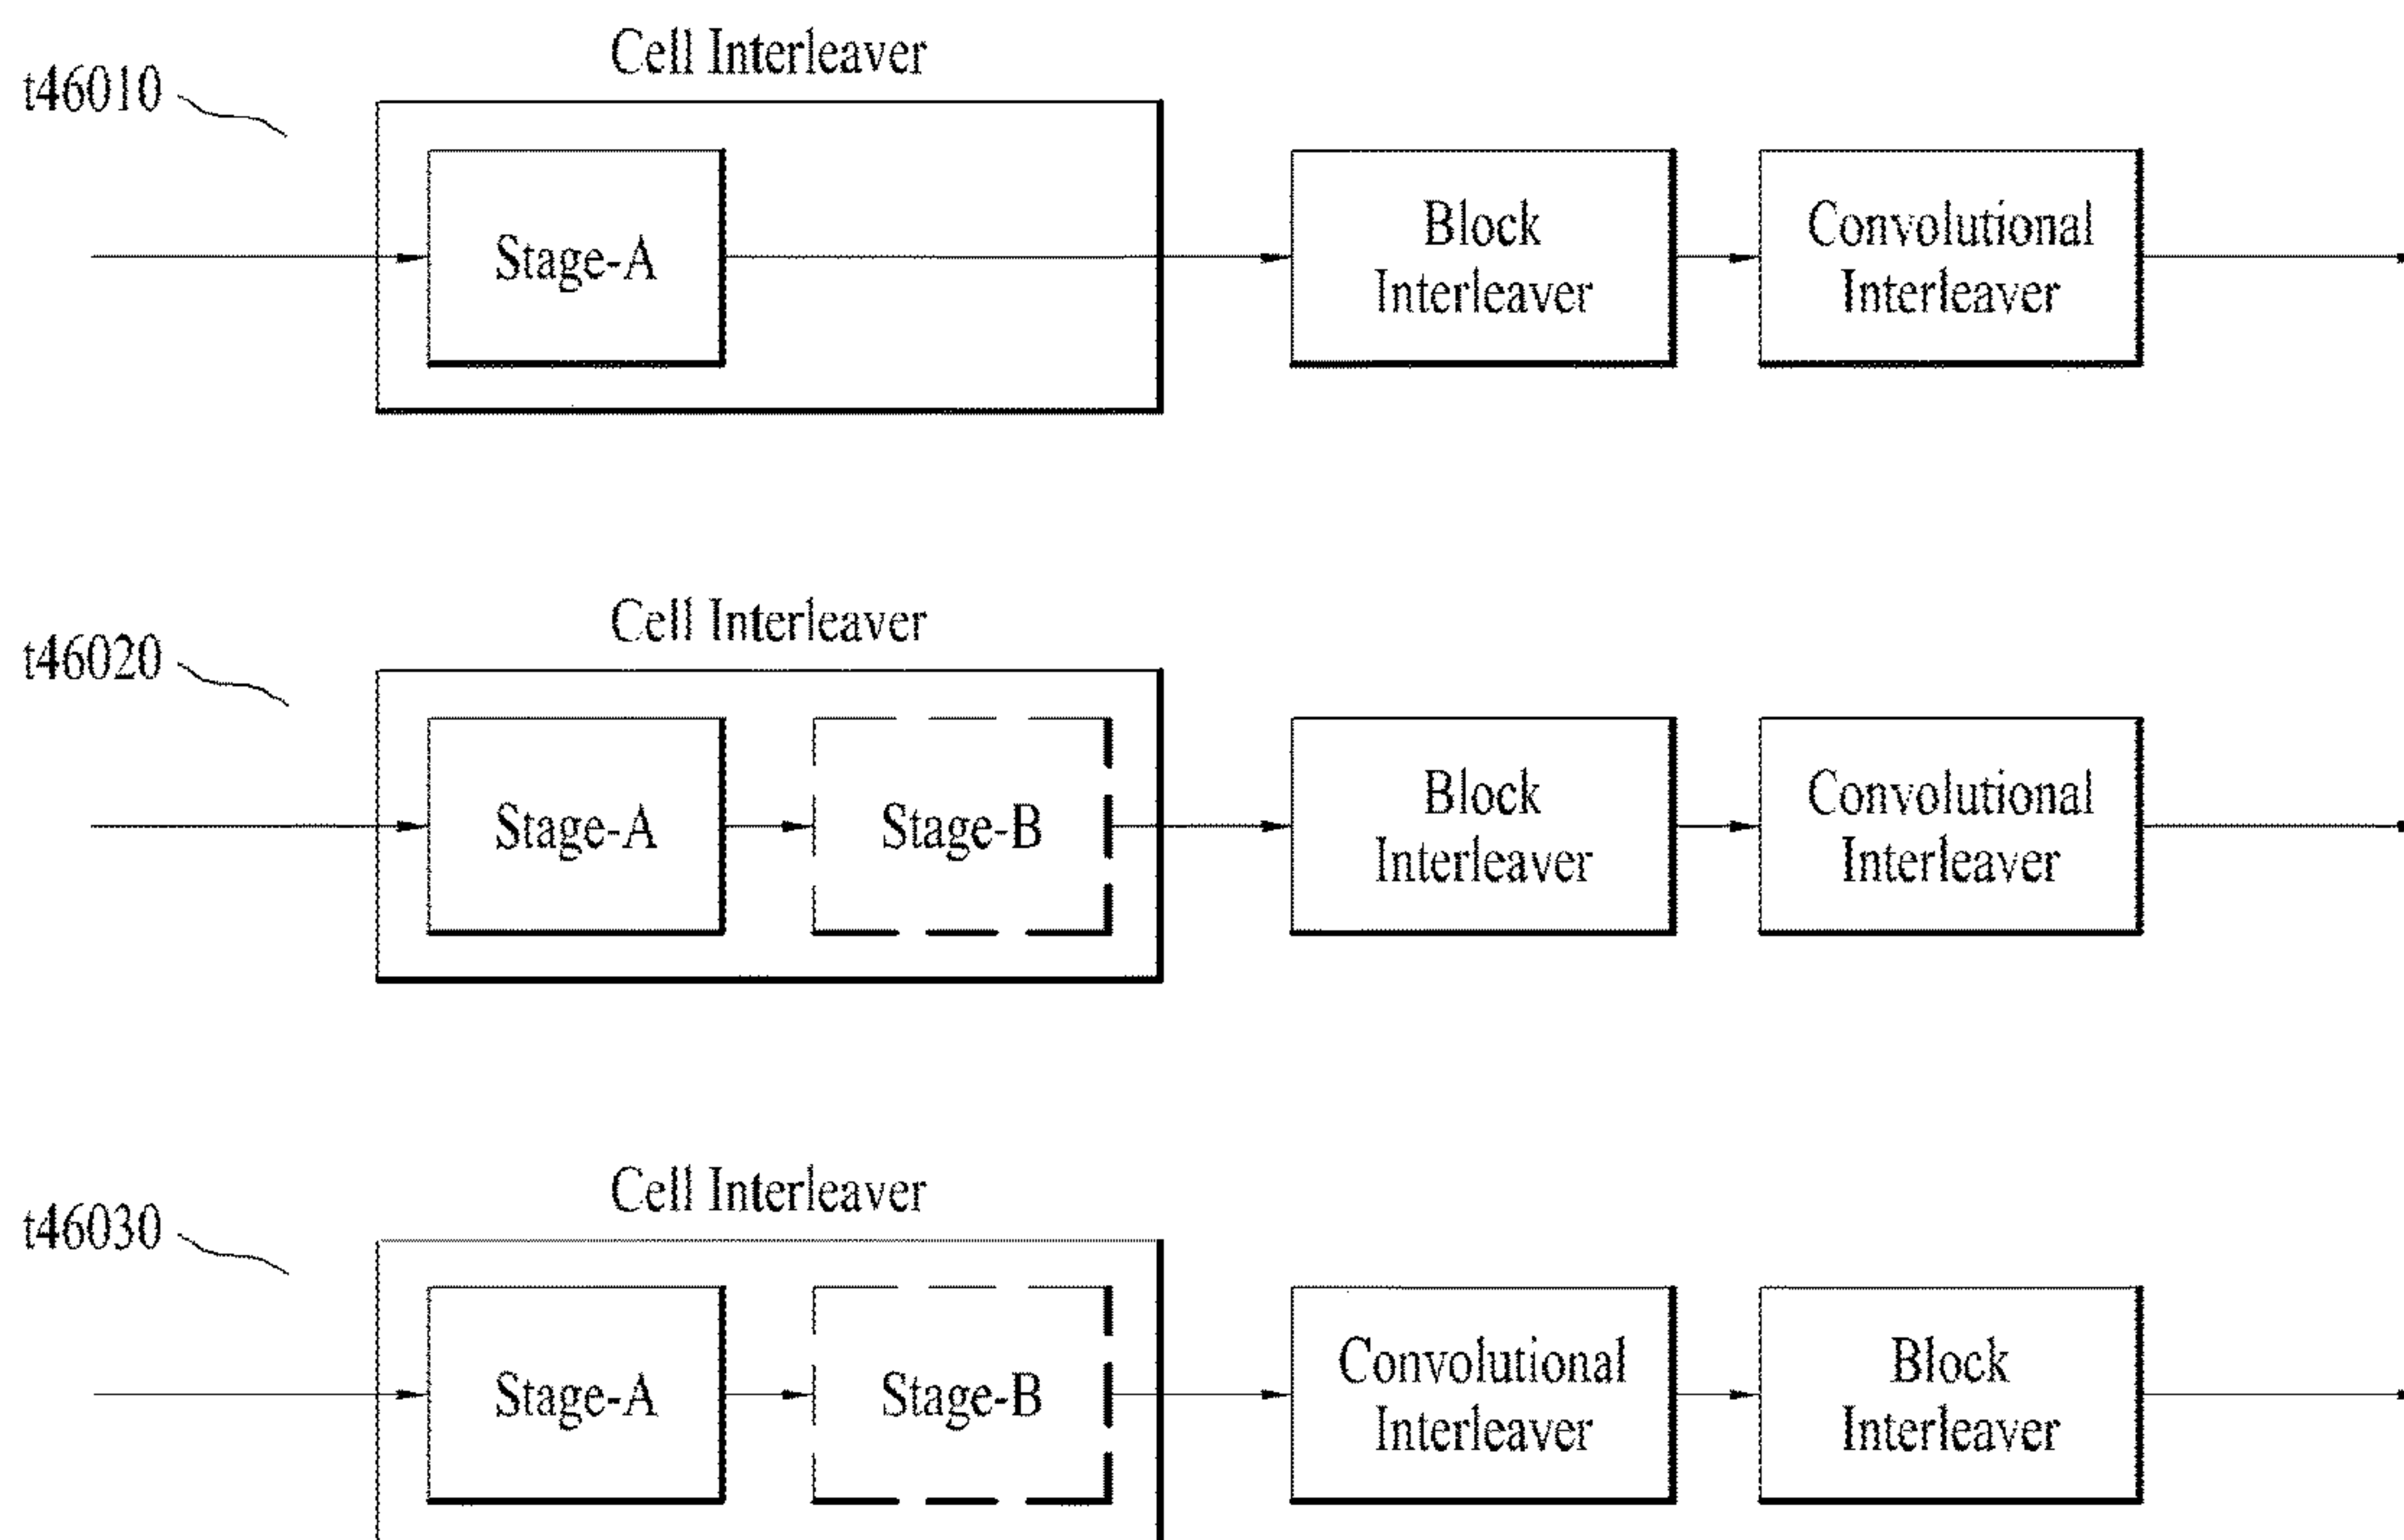 Cell Interleaver
t46010
Stage-A
Block
Interleaver
Convolutional
Interleaver
Cell Interleaver
t46020
Stage-A
Stage-B
Block
Interleaver
Convolutional
Interleaver
Cell Interleaver
t46030
Stage-A
Stage-B
Convolutional
Interleaver
Block
Interleaver